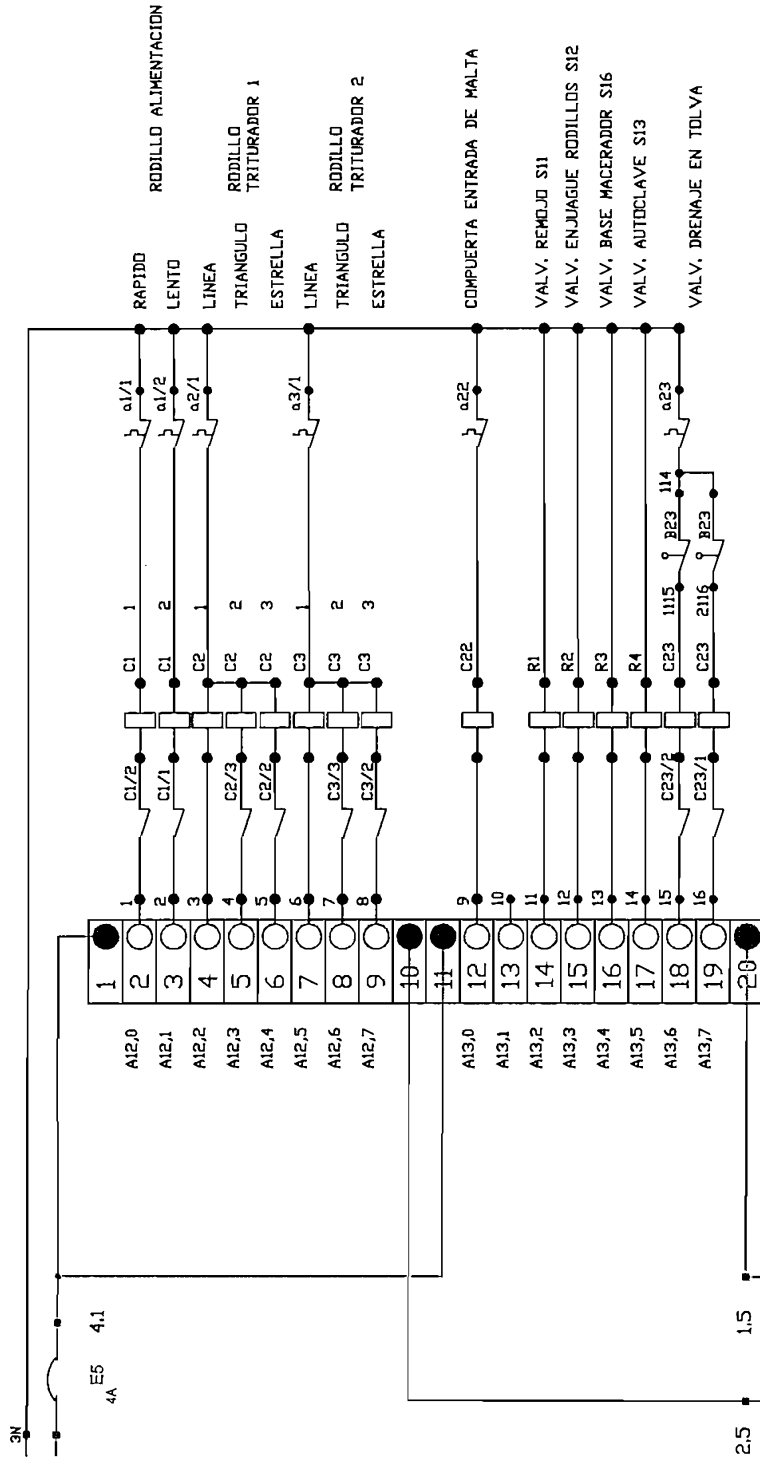 3N
E5
4A
4.1
2.5
1.5
A12,0
A12,1
A12,2
A12,3
A12,4
A12,5
A12,6
A12,7
A13,0
A13,1
A13,2
A13,3
A13,4
A13,5
A13,6
A13,7
1
2
3
4
5
6
7
8
9
10
11
12
13
14
15
16
17
18
19
20
1
2
3
4
5
6
7
8
9
10
11
12
13
14
15
16
C1/2
C1/1
C2/3
C2/2
C3/3
C3/2
C23/2
C23/1
C1 1
C1 2
C2 1
C2 2
C2 3
C3 1
C3 2
C3 3
C22
R1
R2
R3
R4
C23 1115
C23 2116
B23
B23
114
a1/1
a1/2
a2/1
a3/1
a22
a23
RAPIDO
LENTO
LINEA
TRIANGULO
ESTRELLA
LINEA
TRIANGULO
ESTRELLA
RODILLO ALIMENTACION
RODILLO
TRITURADOR 1
RODILLO
TRITURADOR 2
COMPUERTA ENTRADA DE MALTA
VALV. REMOJO S11
VALV. ENJUAGUE RODILLOS S12
VALV. BASE MACERADOR S16
VALV. AUTOCLAVE S13
VALV. DRENAJE EN TOLVA